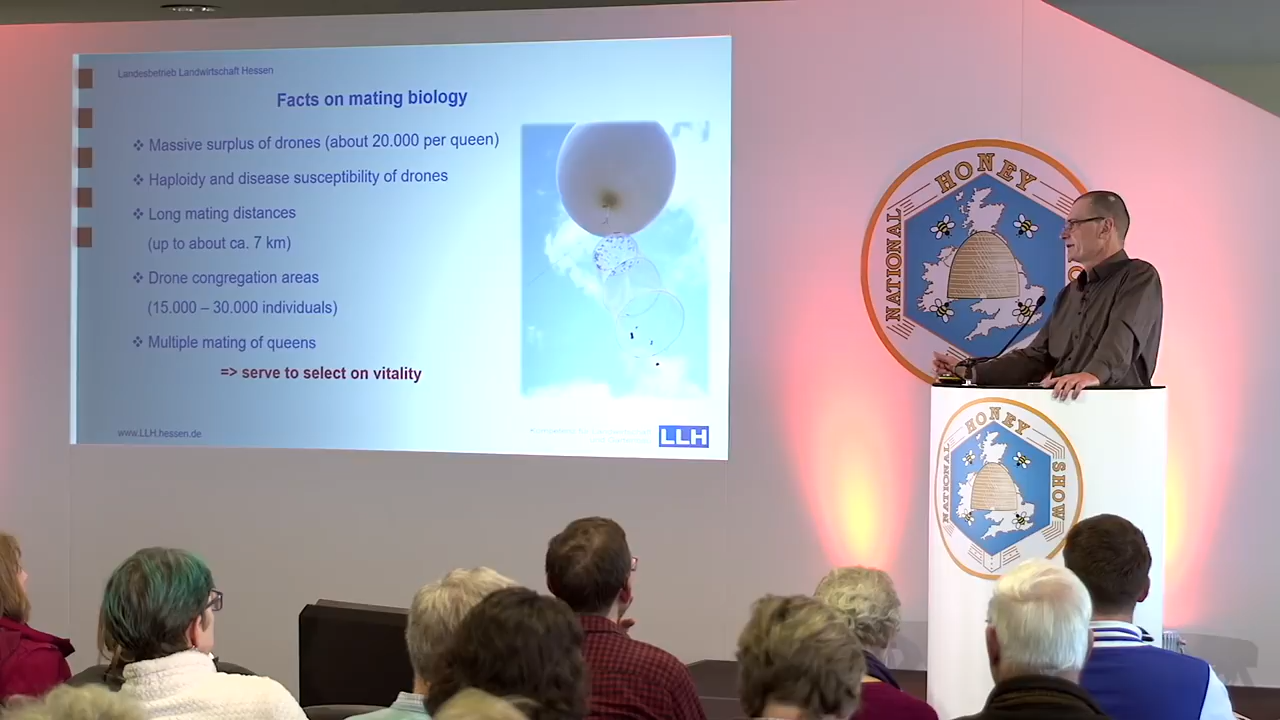 Landesbetrieb Landwirtschaft Hessen
Facts on mating biology
❖ Massive surplus of drones (about 20.000 per queen)
❖ Haploidy and disease susceptibility of drones
❖ Long mating distances
(up to about ca. 7 km)
❖ Drone congregation areas
(15.000 – 30.000 individuals)
❖ Multiple mating of queens
=> serve to select on vitality
www.LLH.hessen.de
LLH
NATIONAL
HONEY
NATIONAL
HONEY
SHOW